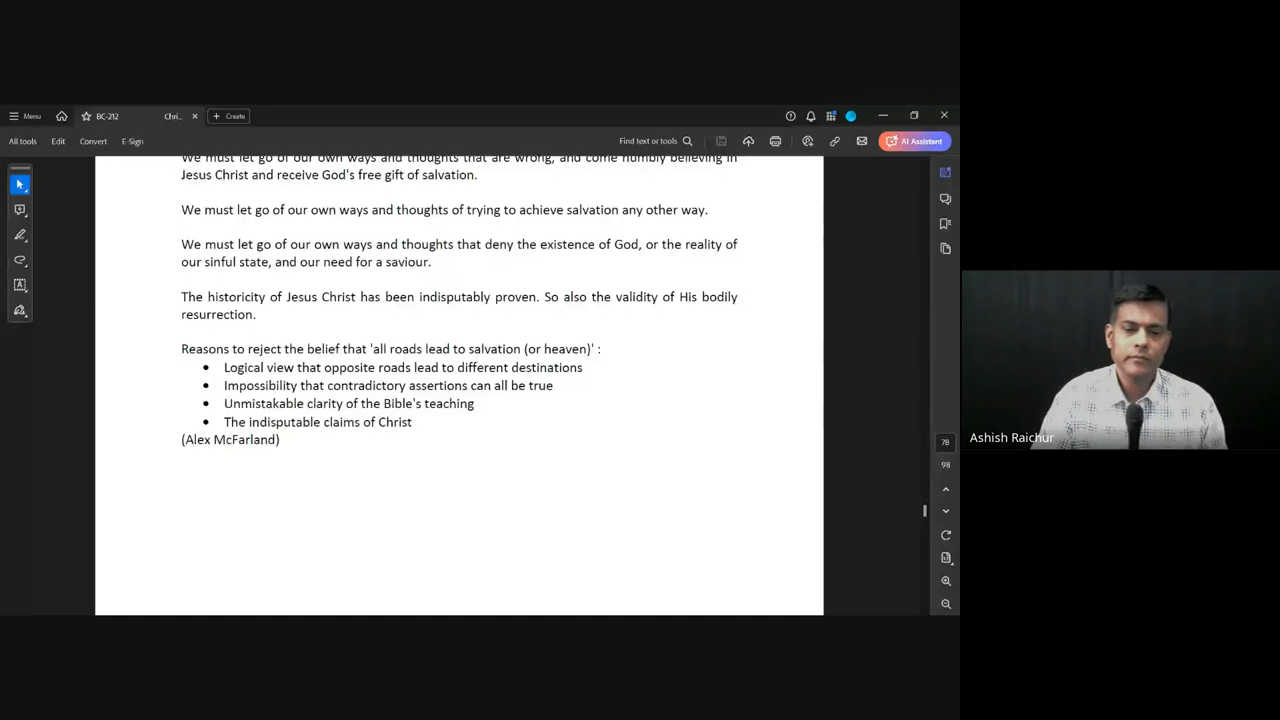 Menu
BC-212
Chri..
Create
All tools
Edit
Convert
E-Sign
Find text or tools
AI Assistant
We must let go of our own ways and thoughts that are wrong, and come humbly believing in
Jesus Christ and receive God's free gift of salvation.
We must let go of our own ways and thoughts of trying to achieve salvation any other way.
We must let go of our own ways and thoughts that deny the existence of God, or the reality of
our sinful state, and our need for a saviour.
The historicity of Jesus Christ has been indisputably proven. So also the validity of His bodily
resurrection.
Reasons to reject the belief that 'all roads lead to salvation (or heaven)' :
• Logical view that opposite roads lead to different destinations
• Impossibility that contradictory assertions can all be true
• Unmistakable clarity of the Bible's teaching
• The indisputable claims of Christ
(Alex McFarland)
78
98
Ashish Raichur